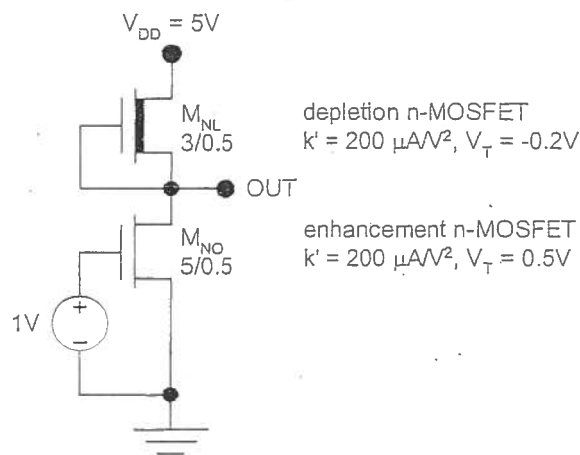 V_DD = 5V
M_NL
3/0.5
depletion n-MOSFET
k' = 200 μA/V², V_T = -0.2V
OUT
M_NO
5/0.5
enhancement n-MOSFET
k' = 200 μA/V², V_T = 0.5V
1V
+
−